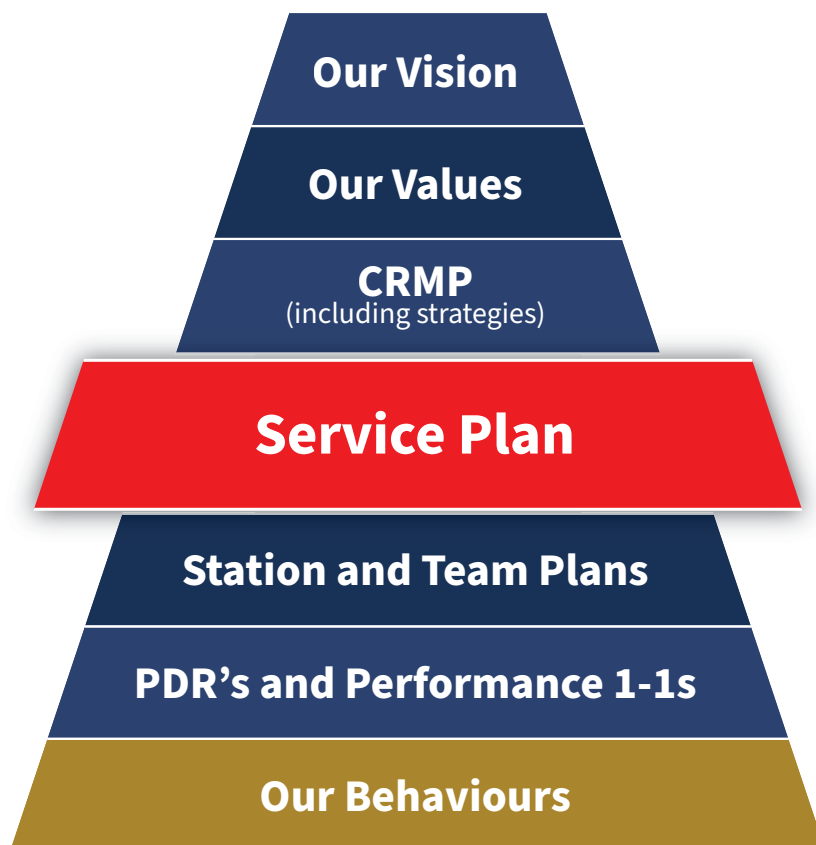 Our Vision
Our Values
CRMP
(including strategies)
Service Plan
Station and Team Plans
PDR’s and Performance 1-1s
Our Behaviours